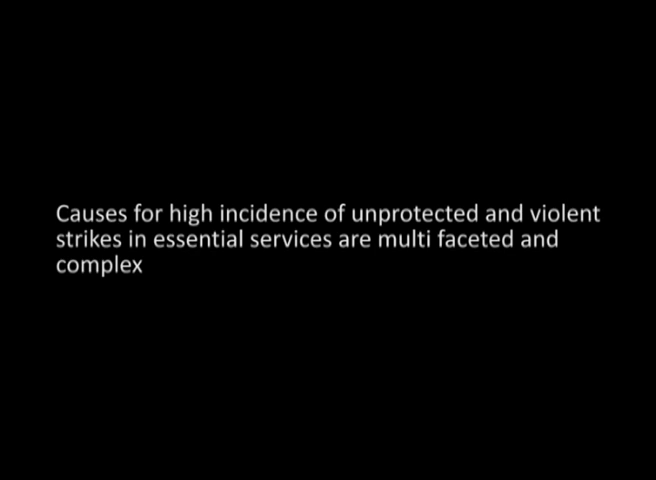 Causes for high incidence of unprotected and violent
strikes in essential services are multi faceted and
complex